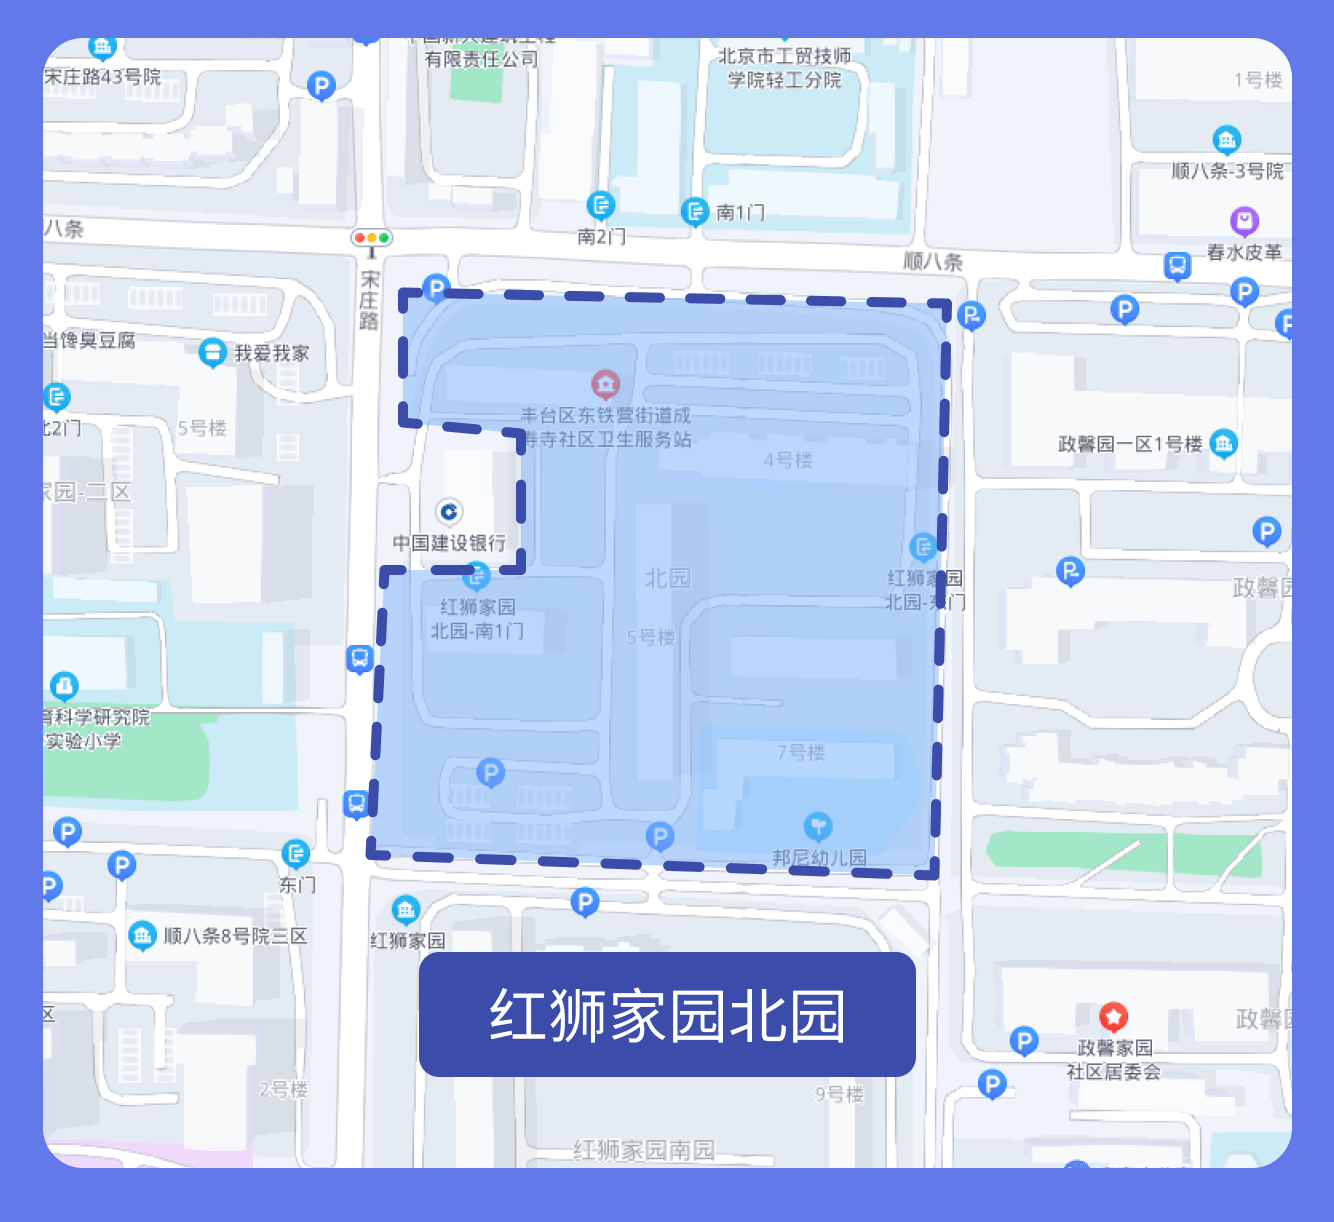 有限责任公司
宋庄路43号院
北京市工贸技师
学院轻工分院
1号楼
顺八条-3号院
南1门
南2门
八条
春水皮革
顺八条
宋庄路
当馋臭豆腐
我爱我家
丰台区东铁营街道成
寿寺社区卫生服务站
北2门
5号楼
4号楼
政馨园一区1号楼
家园-二区
中国建设银行
北园
红狮家园
北园-东门
政馨园
红狮家园
北园-南1门
5号楼
育科学研究院
实验小学
7号楼
邦尼幼儿园
东门
顺八条8号院三区
红狮家园
红狮家园北园
区
政馨园
政馨家园
社区居委会
2号楼
9号楼
红狮家园南园